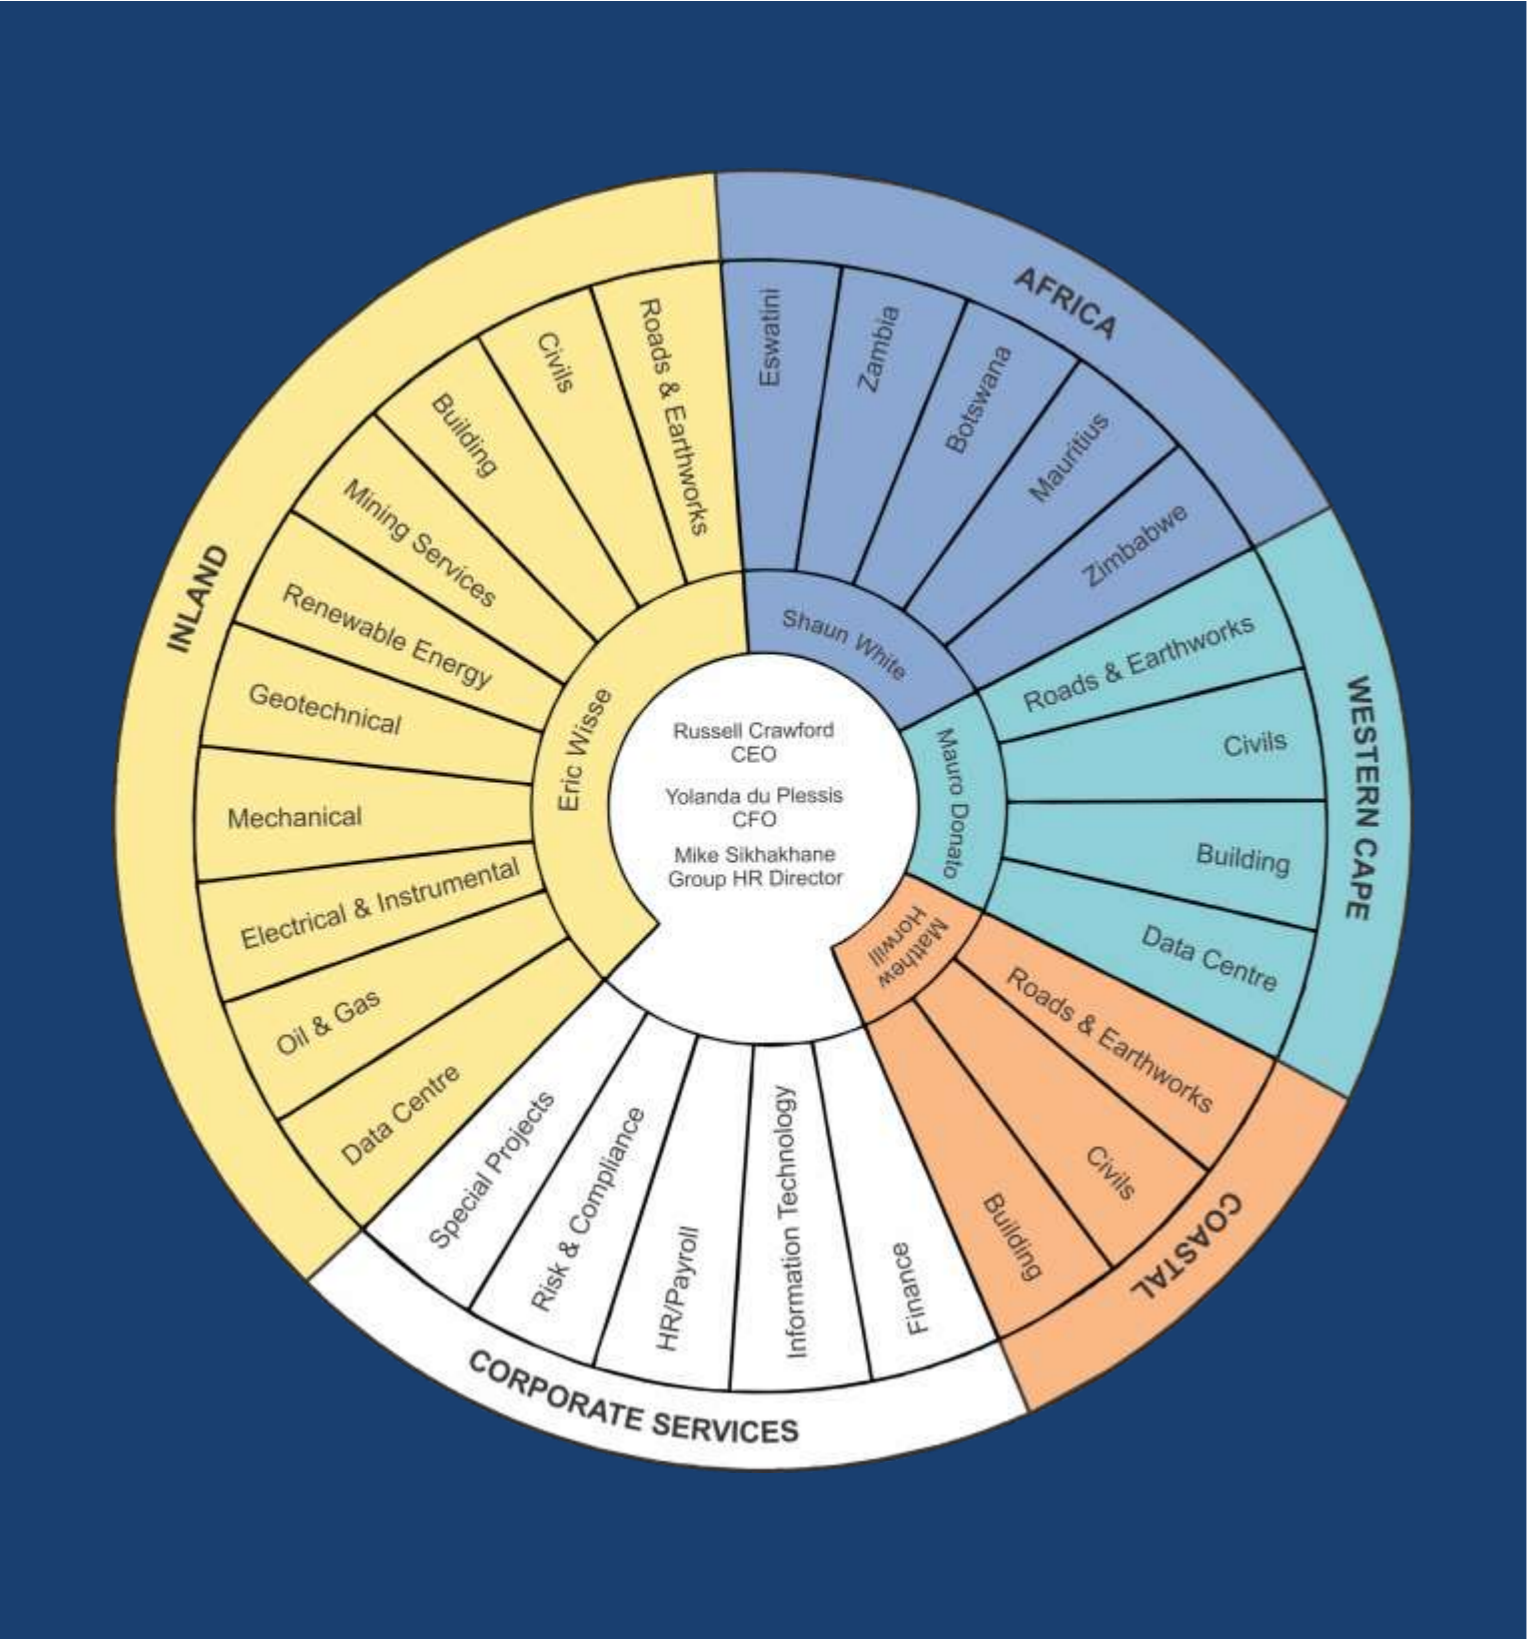 Russell Crawford
CEO
Yolanda du Plessis
CFO
Mike Sikhakhane
Group HR Director
AFRICA
Shaun White
Eswatini
Zambia
Botswana
Mauritius
Zimbabwe
WESTERN CAPE
Mauro Donato
Roads & Earthworks
Civils
Building
Data Centre
COASTAL
Matthew
Horwill
Roads & Earthworks
Civils
Building
CORPORATE SERVICES
Finance
Information Technology
HR/Payroll
Risk & Compliance
Special Projects
INLAND
Eric Wisse
Data Centre
Oil & Gas
Electrical & Instrumental
Mechanical
Geotechnical
Renewable Energy
Mining Services
Building
Civils
Roads & Earthworks